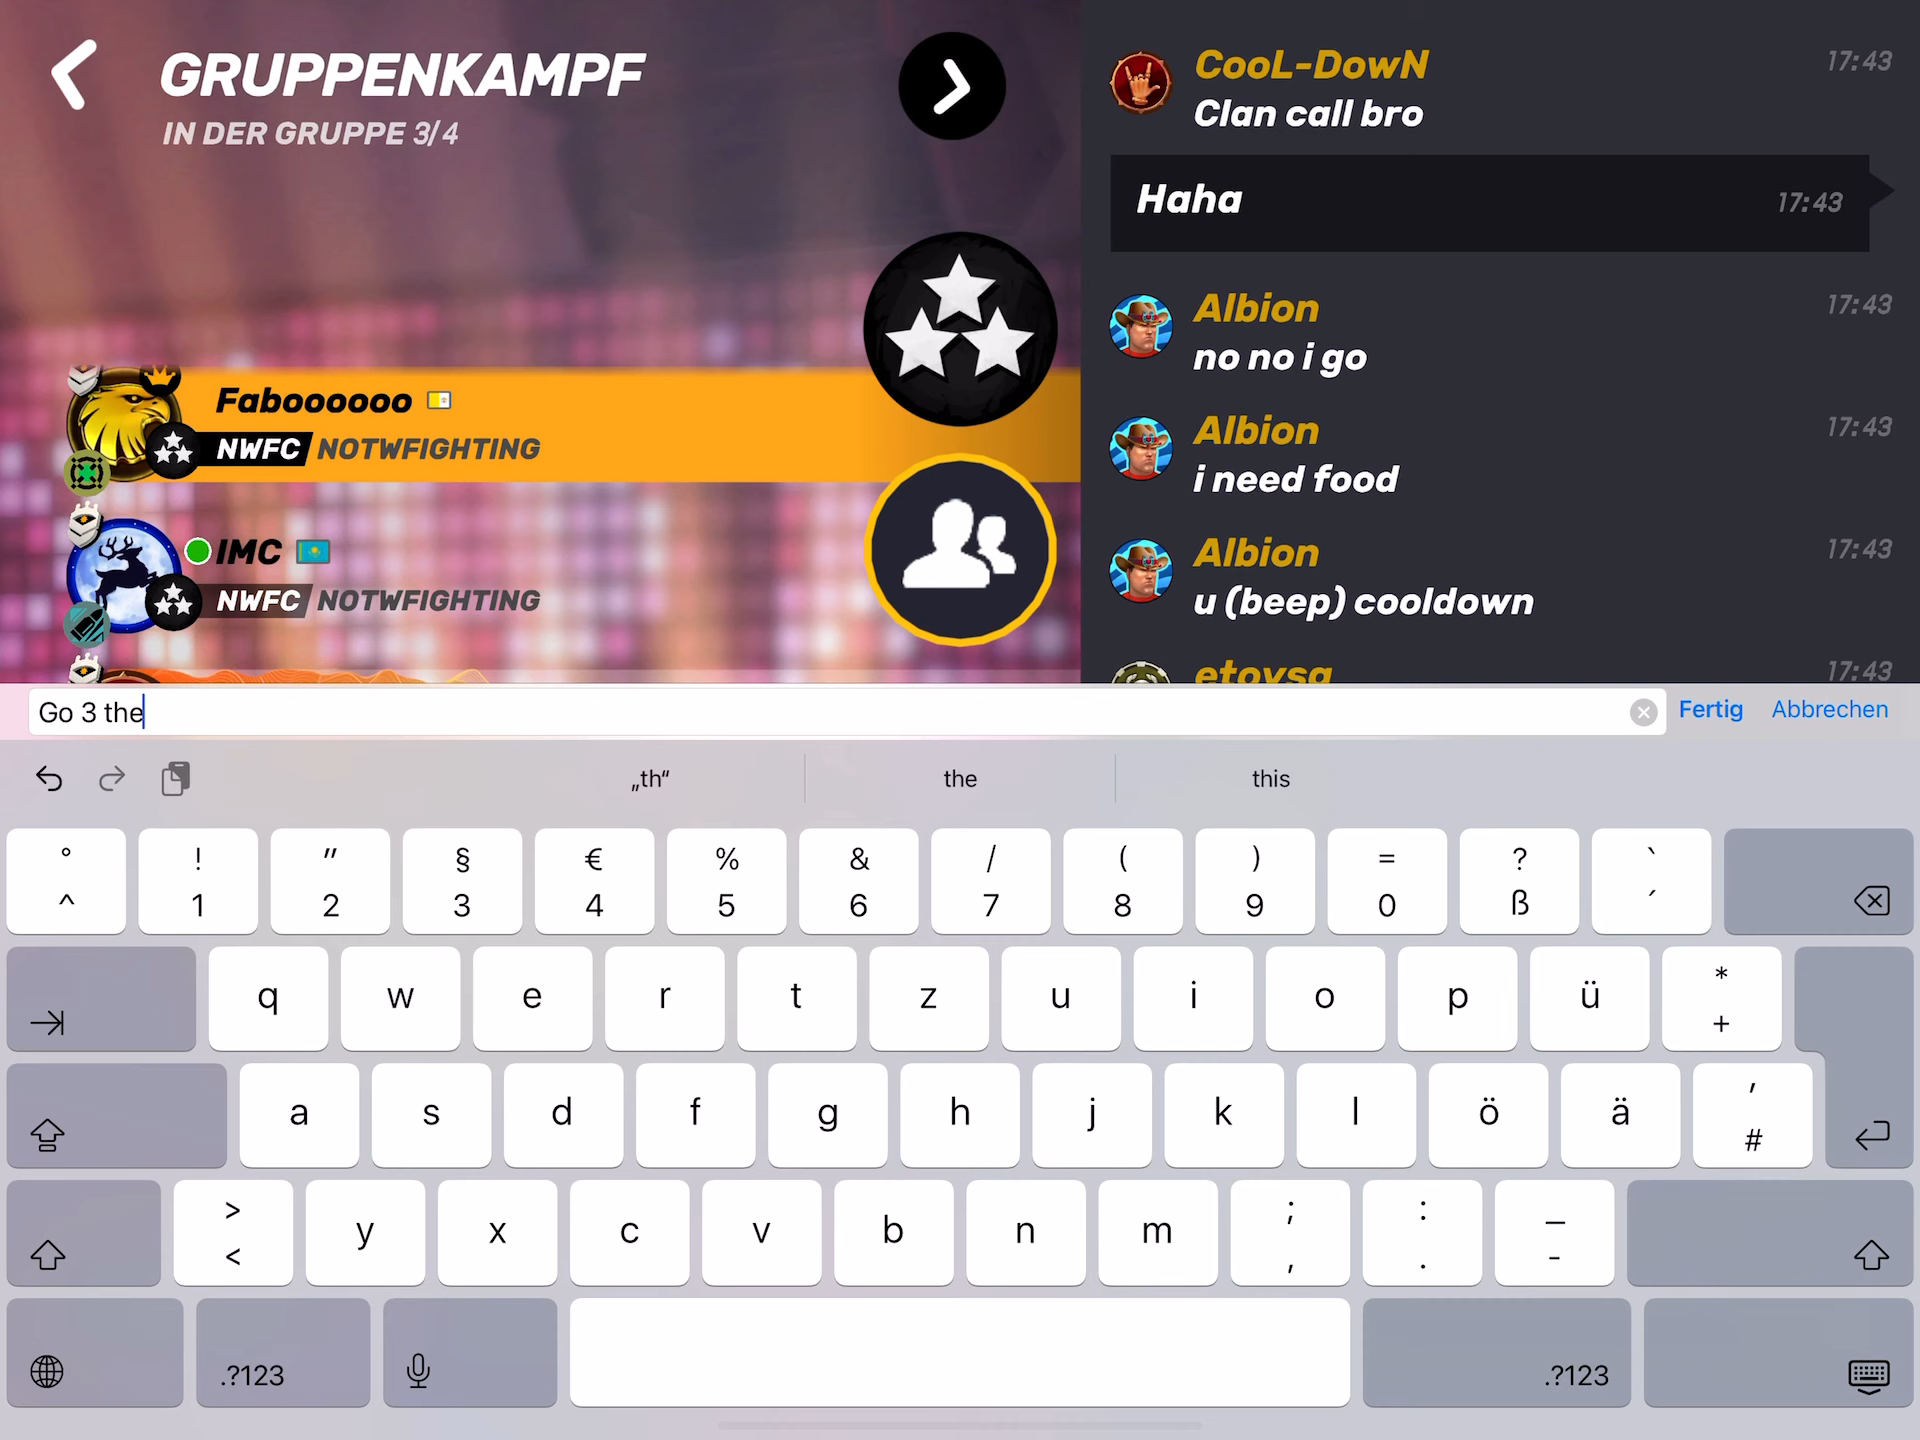 GRUPPENKAMPF
IN DER GRUPPE 3/4
Faboooooo
NWFC NOTWFIGHTING
IMC
NWFC NOTWFIGHTING
CooL-DowN 17:43
Clan call bro
Haha 17:43
Albion 17:43
no no i go
Albion 17:43
i need food
Albion 17:43
u (beep) cooldown
etoysa 17:43
Go 3 the
Fertig Abbrechen
„th“ the this
° ! " § € % & / ( ) = ? `
^ 1 2 3 4 5 6 7 8 9 0 ß ´
q w e r t z u i o p ü * +
a s d f g h j k l ö ä ' #
> < y x c v b n m ; , : . _ -
.?123 .?123